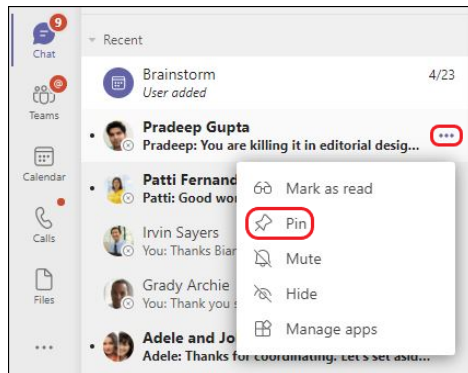 9
Chat
@
Teams
Calendar
Calls
Files
Recent
Brainstorm 4/23
User added
Pradeep Gupta
Pradeep: You are killing it in editorial desig...
Patti Fernand
Patti: Good wor
Irvin Sayers
You: Thanks Bian
Grady Archie
You: Thank you s
Adele and Jo
Adele: Thanks for coordinating. Let's set asid...
Mark as read
Pin
Mute
Hide
Manage apps